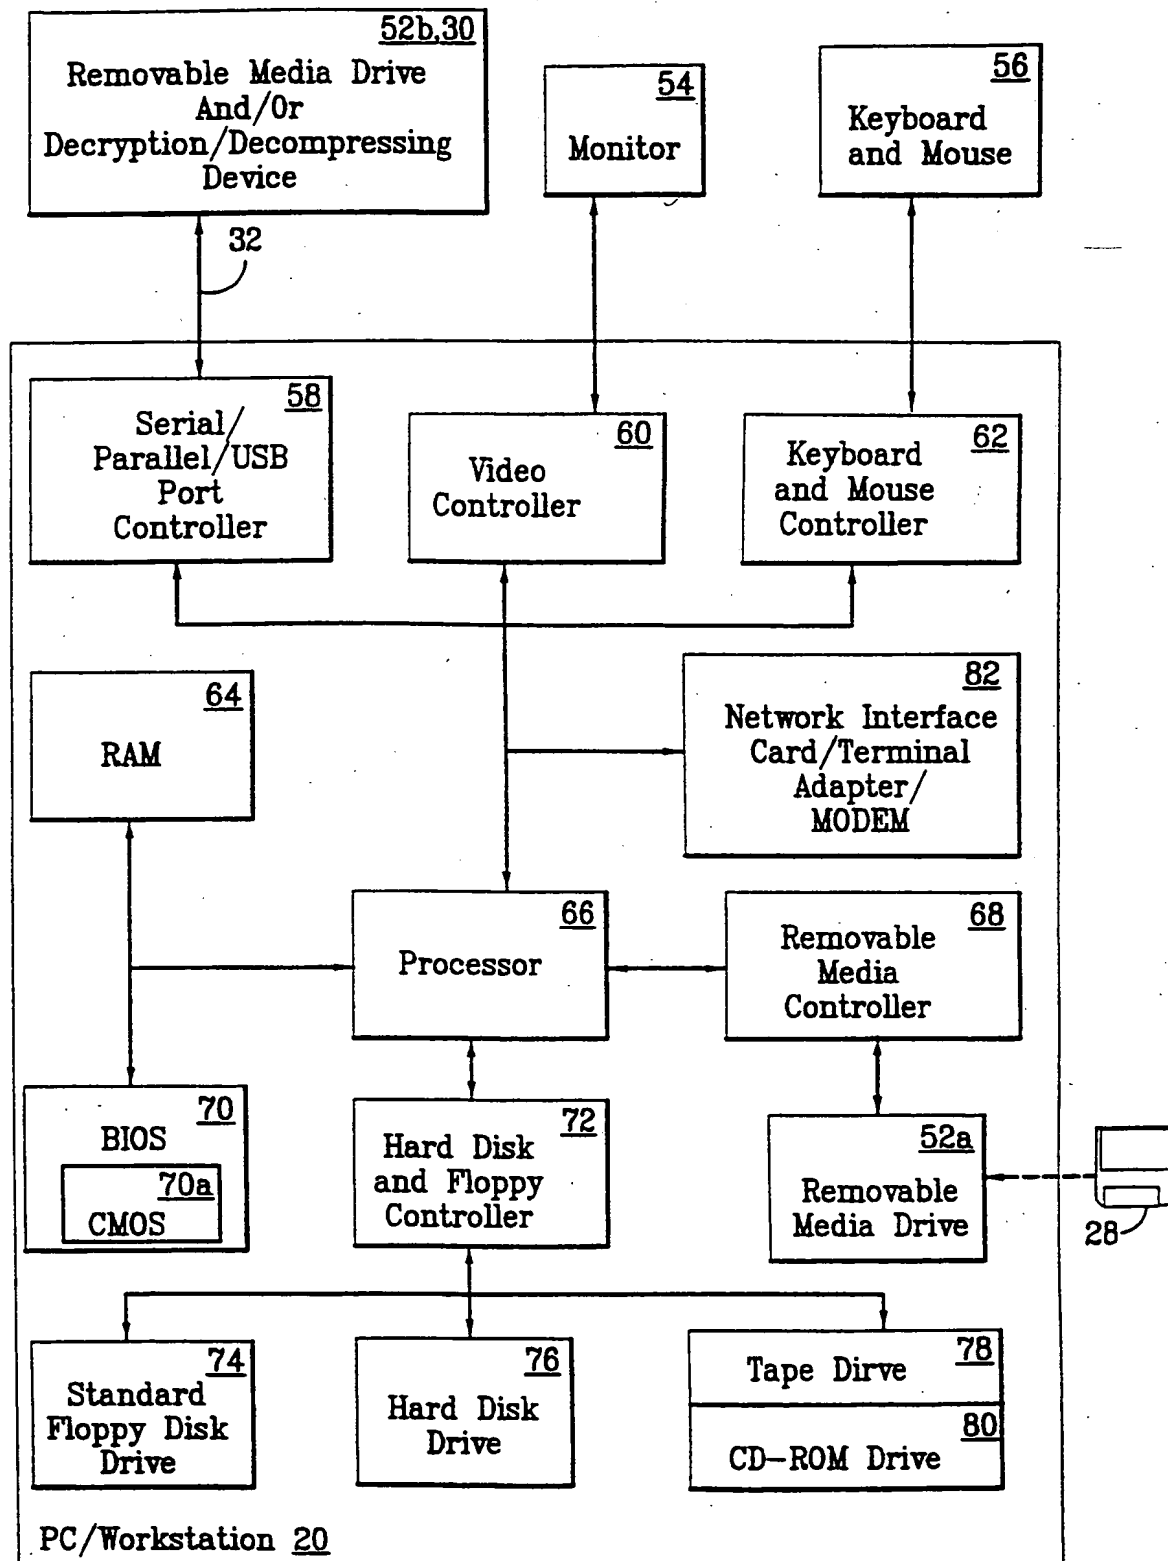 52b,30
Removable Media Drive
And/Or
Decryption/Decompressing
Device
54
Monitor
56
Keyboard
and Mouse
32
58
Serial/
Parallel/USB
Port
Controller
60
Video
Controller
62
Keyboard
and Mouse
Controller
64
RAM
82
Network Interface
Card/Terminal
Adapter/
MODEM
66
Processor
68
Removable
Media
Controller
70
BIOS
70a
CMOS
72
Hard Disk
and Floppy
Controller
52a
Removable
Media Drive
28
74
Standard
Floppy Disk
Drive
76
Hard Disk
Drive
78
Tape Dirve
80
CD-ROM Drive
PC/Workstation 20